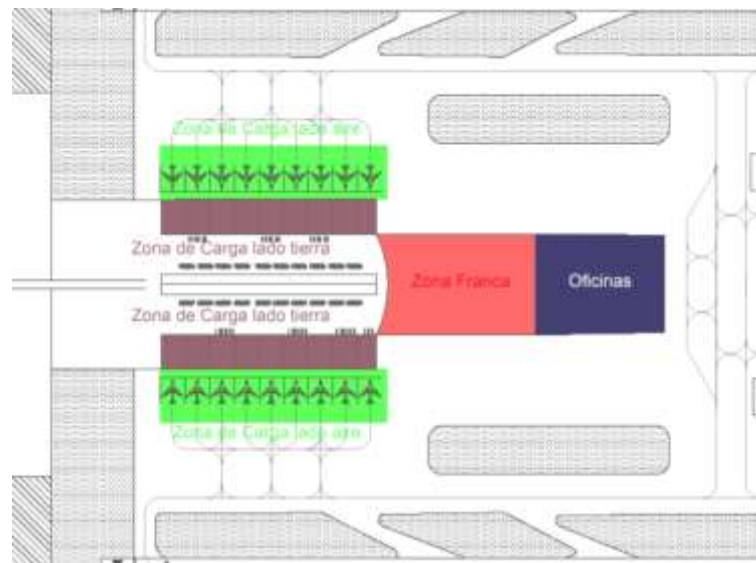 Zona de Carga lado aire
Zona de Carga lado tierra
Zona Franca
Oficinas
Zona de Carga lado tierra
Zona de Carga lado aire